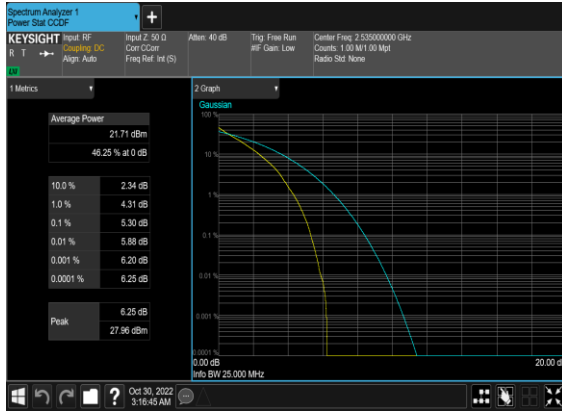 Spectrum Analyzer 1
Power Stat CCDF
KEYSIGHT
R T
LXI
Input: RF
Coupling: DC
Align: Auto
Input Z: 50 Ω
Corr CCorr
Freq Ref: Int (S)
Atten: 40 dB
Trig: Free Run
#IF Gain: Low
Center Freq: 2.535000000 GHz
Counts: 1.00 M/1.00 Mpt
Radio Std: None
1 Metrics
Average Power
21.71 dBm
46.25 % at 0 dB
10.0 % 2.34 dB
1.0 % 4.31 dB
0.1 % 5.30 dB
0.01 % 5.88 dB
0.001 % 6.20 dB
0.0001 % 6.25 dB
Peak
6.25 dB
27.96 dBm
2 Graph
Gaussian
100 %
10 %
1 %
0.1 %
0.01 %
0.001 %
0.0001 %
0.00 dB
20.00 d
Info BW 25.000 MHz
Oct 30, 2022
3:16:45 AM